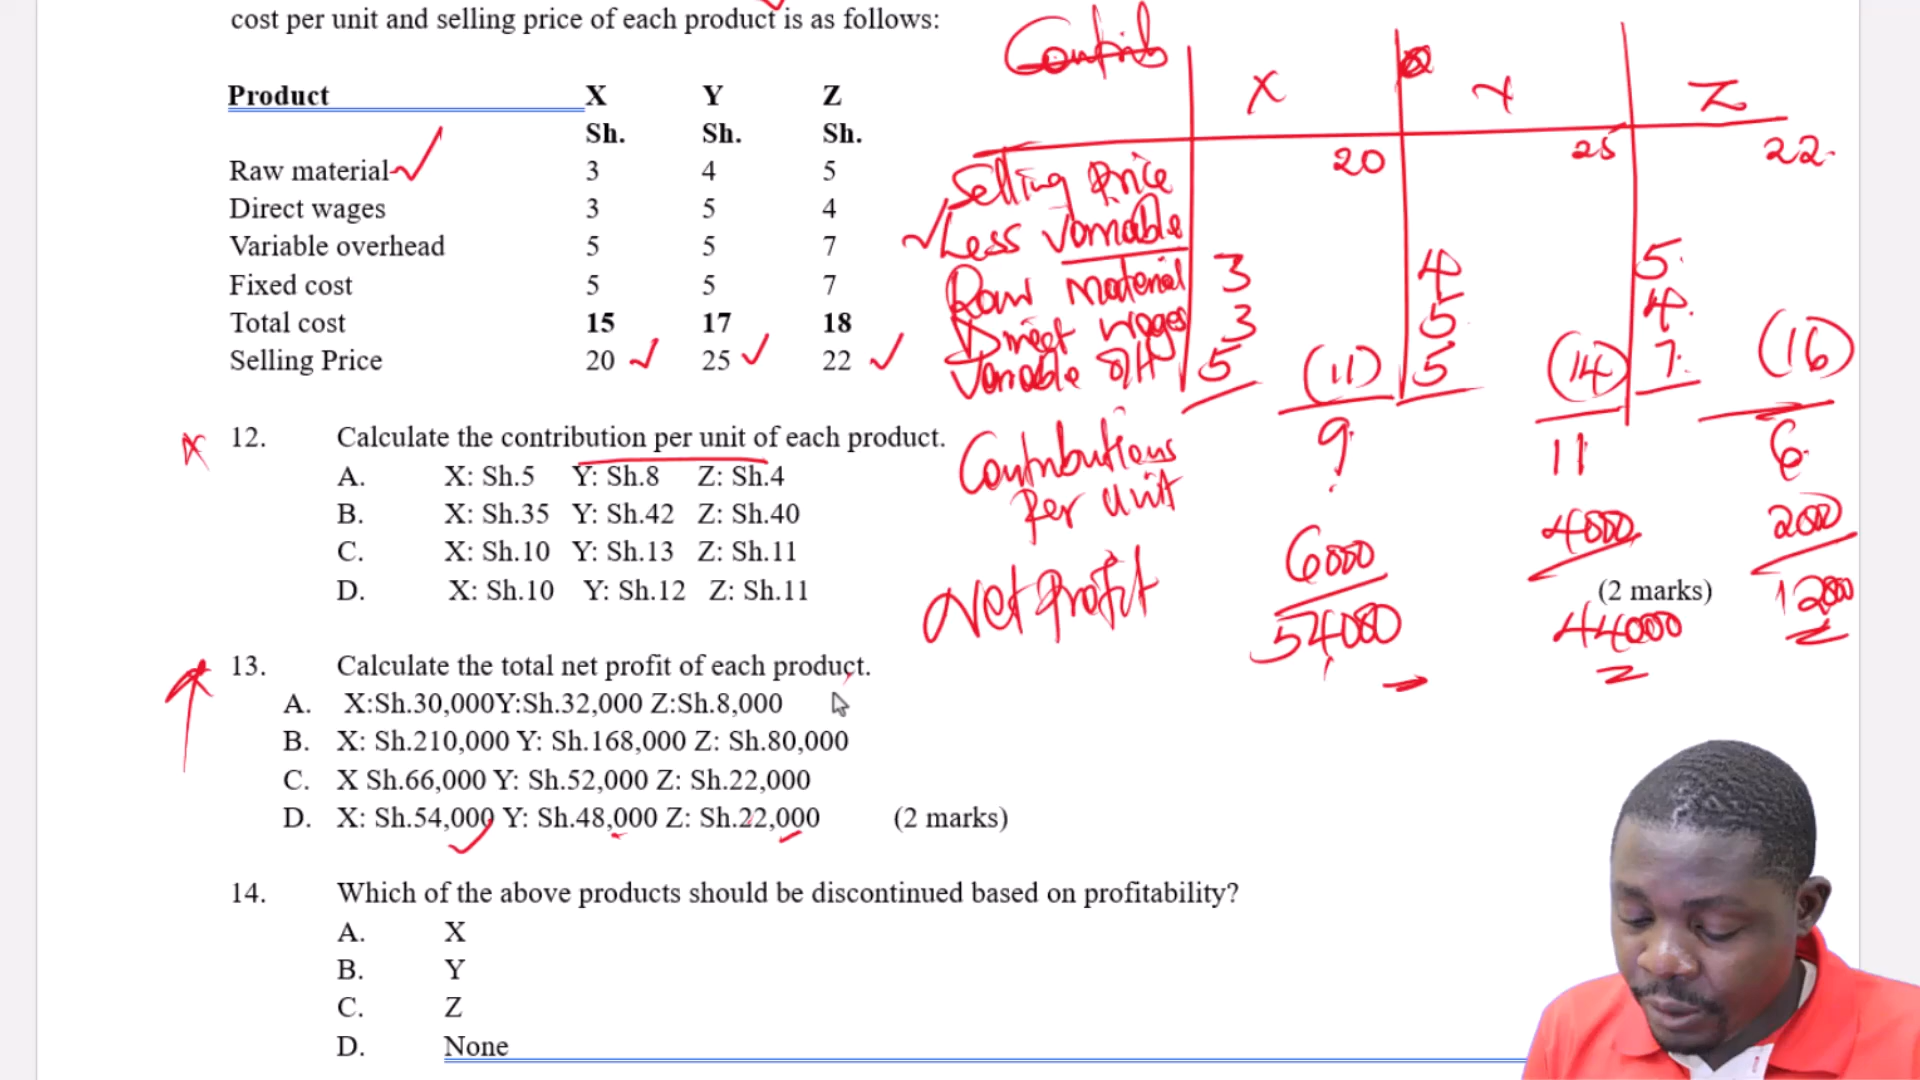 cost per unit and selling price of each product is as follows:
Product X Y Z
Sh. Sh. Sh.
Raw material 3 4 5
Direct wages 3 5 4
Variable overhead 5 5 7
Fixed cost 5 5 7
Total cost 15 17 18
Selling Price 20 25 22
12. Calculate the contribution per unit of each product.
A. X: Sh.5 Y: Sh.8 Z: Sh.4
B. X: Sh.35 Y: Sh.42 Z: Sh.40
C. X: Sh.10 Y: Sh.13 Z: Sh.11
D. X: Sh.10 Y: Sh.12 Z: Sh.11
(2 marks)
13. Calculate the total net profit of each product.
A. X:Sh.30,000Y:Sh.32,000 Z:Sh.8,000
B. X: Sh.210,000 Y: Sh.168,000 Z: Sh.80,000
C. X Sh.66,000 Y: Sh.52,000 Z: Sh.22,000
D. X: Sh.54,000 Y: Sh.48,000 Z: Sh.22,000 (2 marks)
14. Which of the above products should be discontinued based on profitability?
A. X
B. Y
C. Z
D. None
Contrib X Y Z
Selling Price 20 25 22
Less Variable
Raw material 3 4 5
Direct wages 3 5 4
Variable O/H 5 (11) 5 (14) 7 (16)
Contributions 9 11 6
Per Unit
6000 4000 2000
Net profit 54,000 44000 12000